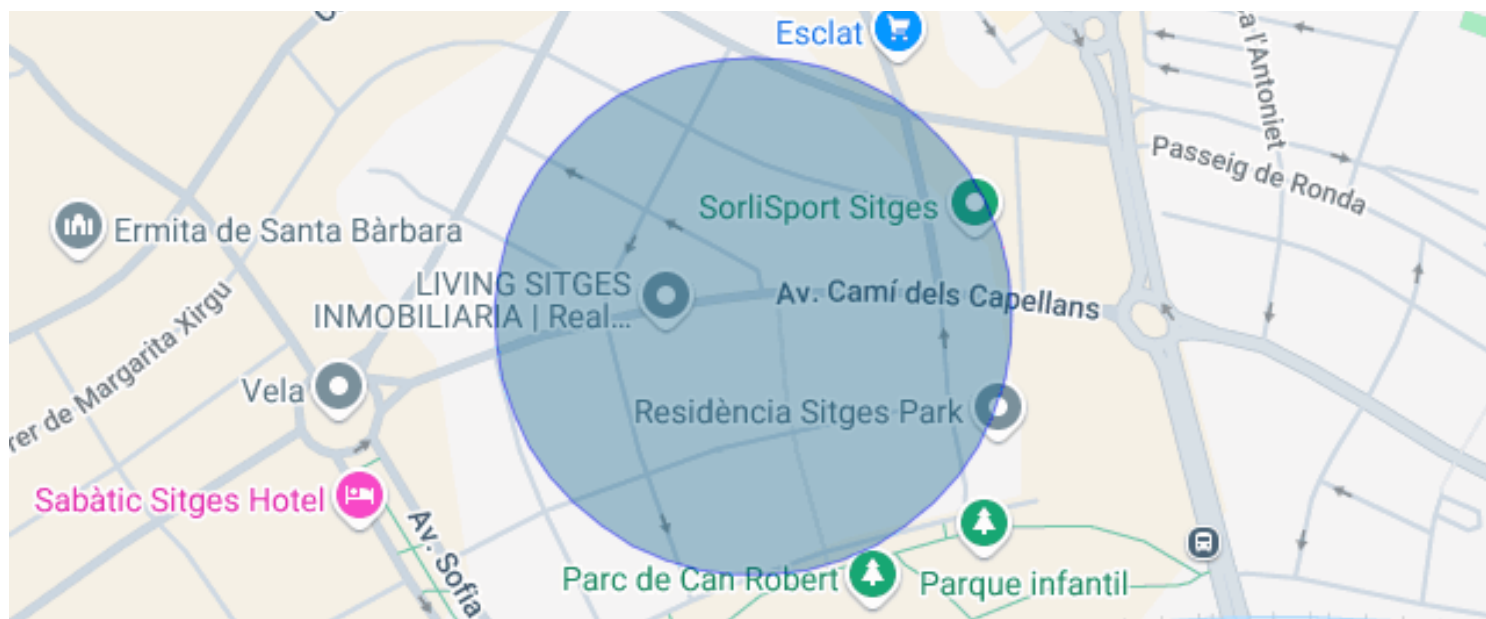 Esclat
a l'Antoniet
Passeig de Ronda
SorliSport Sitges
Ermita de Santa Bàrbara
LIVING SITGES
INMOBILIARIA | Real...
Av. Camí dels Capellans
rer de Margarita Xirgu
Vela
Residència Sitges Park
Sabàtic Sitges Hotel
Av. Sofia
Parc de Can Robert
Parque infantil